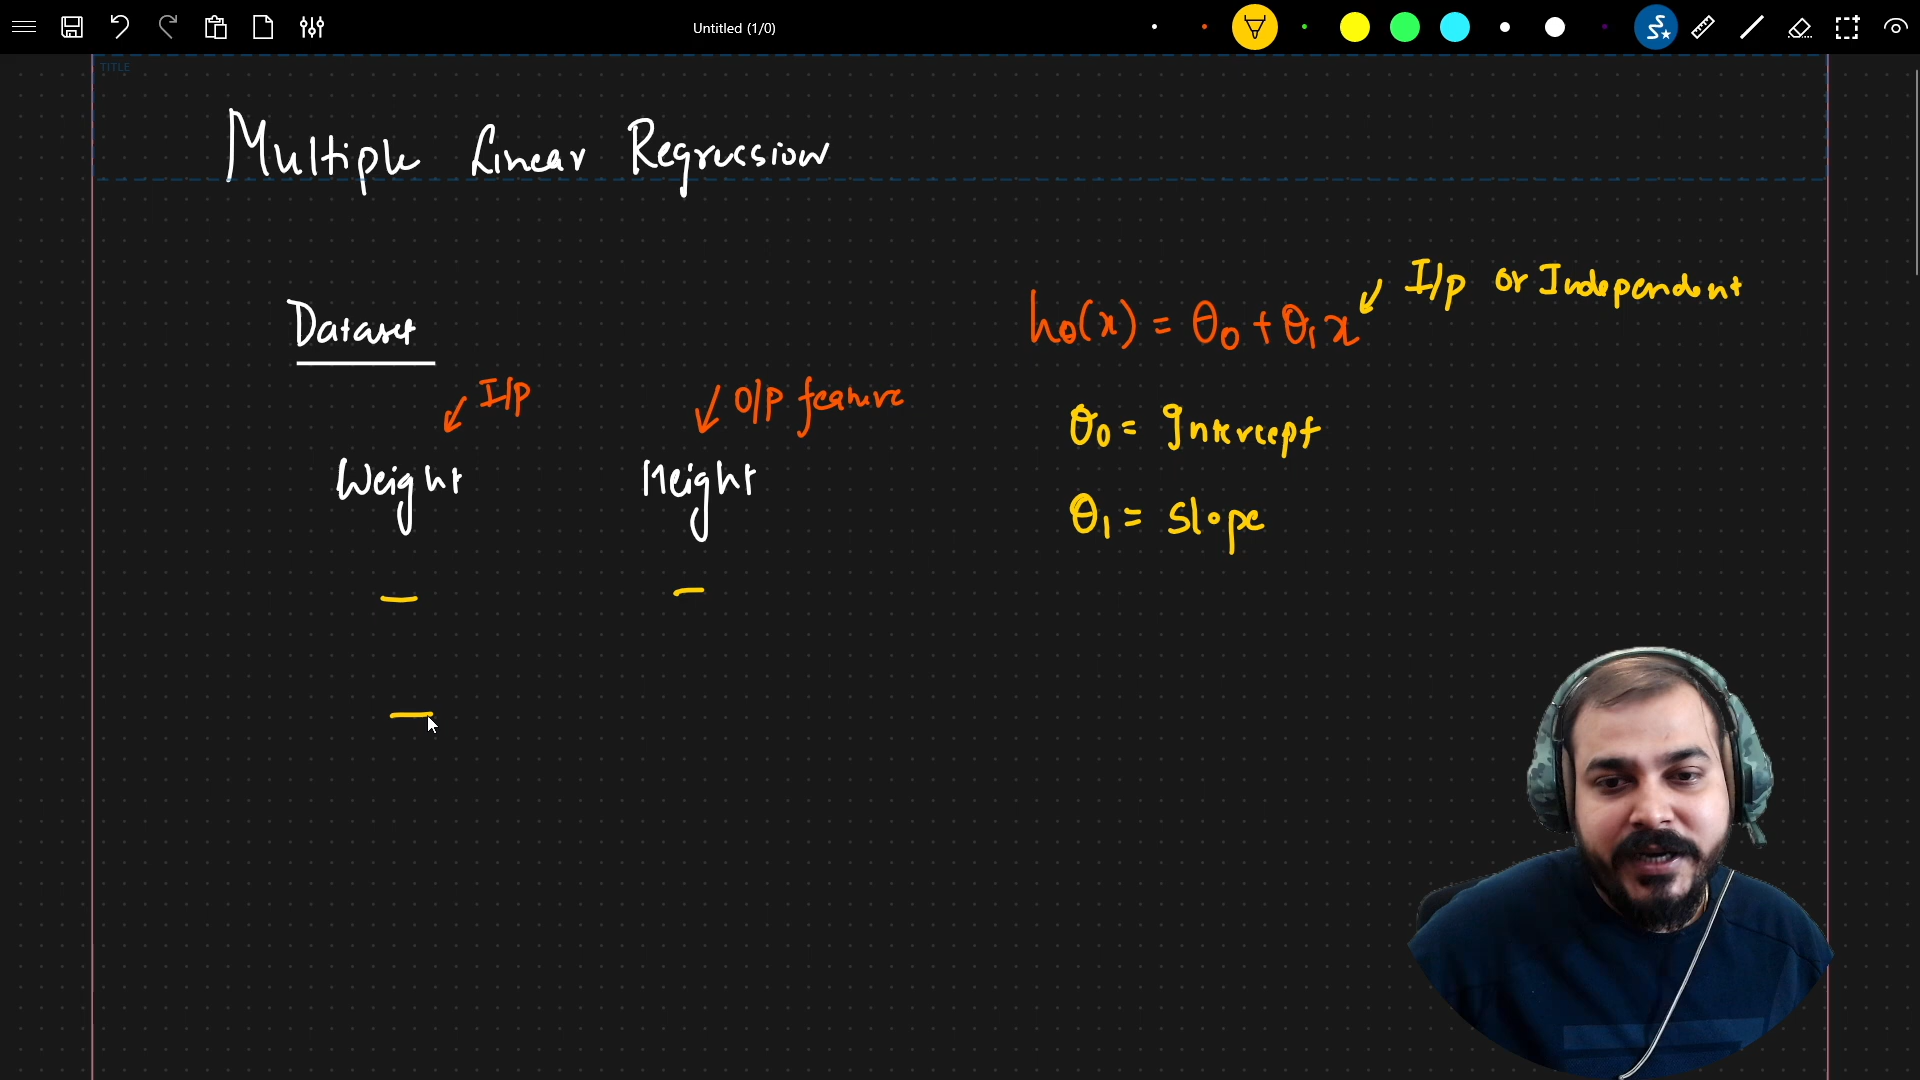 Untitled (1/0)
TITLE
Multiple Linear Regression
Dataset
I/p
O/p feature
Weight
Height
hθ(x) = θ0 + θ1x
I/p or Independent
θ0 = Intercept
θ1 = Slope